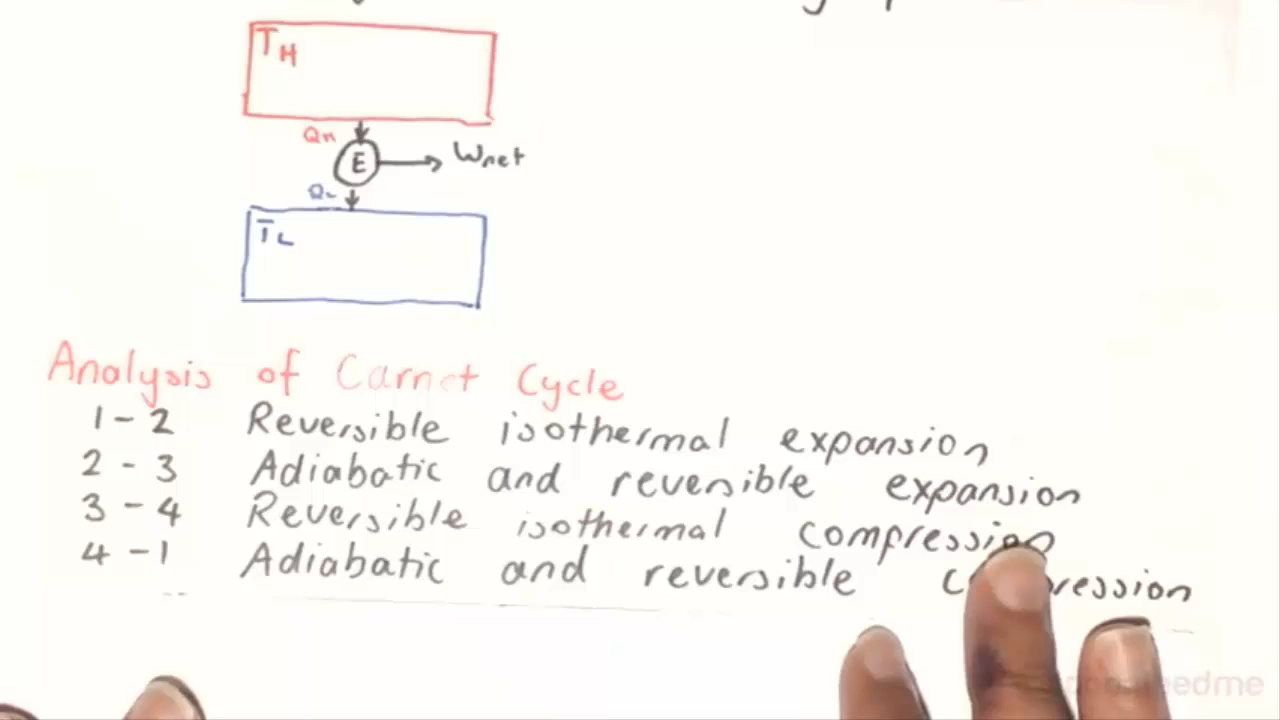 TH
QH
E
Wnet
QL
TL
Analysis of Carnot Cycle
1 - 2 Reversible isothermal expansion
2 - 3 Adiabatic and reversible expansion
3 - 4 Reversible isothermal compression
4 - 1 Adiabatic and reversible